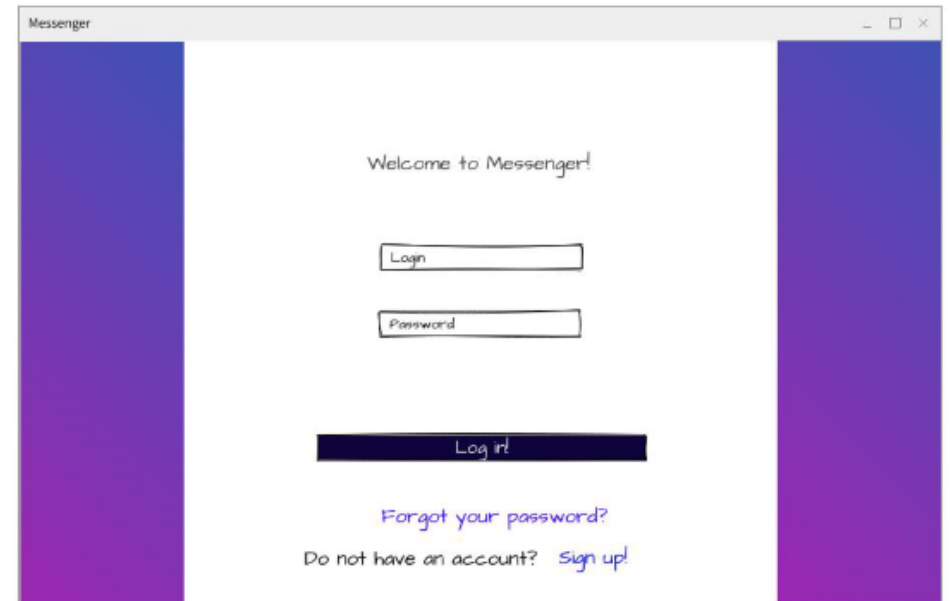 Messenger
Welcome to Messenger!
Login
Password
Log in!
Forgot your password?
Do not have an account? Sign up!